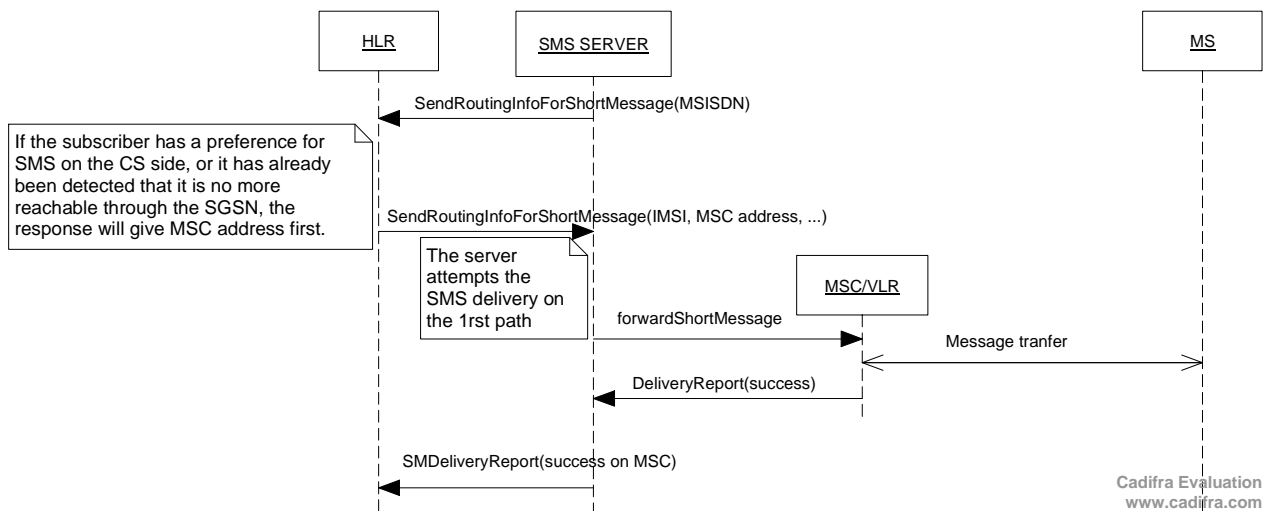 HLR
SMS SERVER
MS
SendRoutingInfoForShortMessage(MSISDN)
If the subscriber has a preference for
SMS on the CS side, or it has already
been detected that it is no more
reachable through the SGSN, the
response will give MSC address first.
SendRoutingInfoForShortMessage(IMSI, MSC address, ...)
The server
attempts the
SMS delivery on
the 1rst path
MSC/VLR
forwardShortMessage
Message tranfer
DeliveryReport(success)
SMDeliveryReport(success on MSC)
Cadifra Evaluation
www.cadifra.com